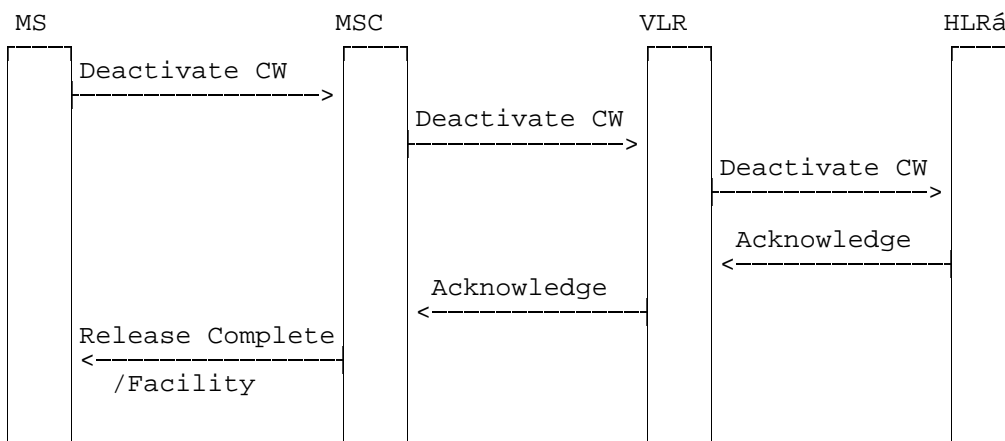 MS MSC VLR HLRá
Deactivate CW
Deactivate CW
Deactivate CW
Acknowledge
Acknowledge
Release Complete
/Facility